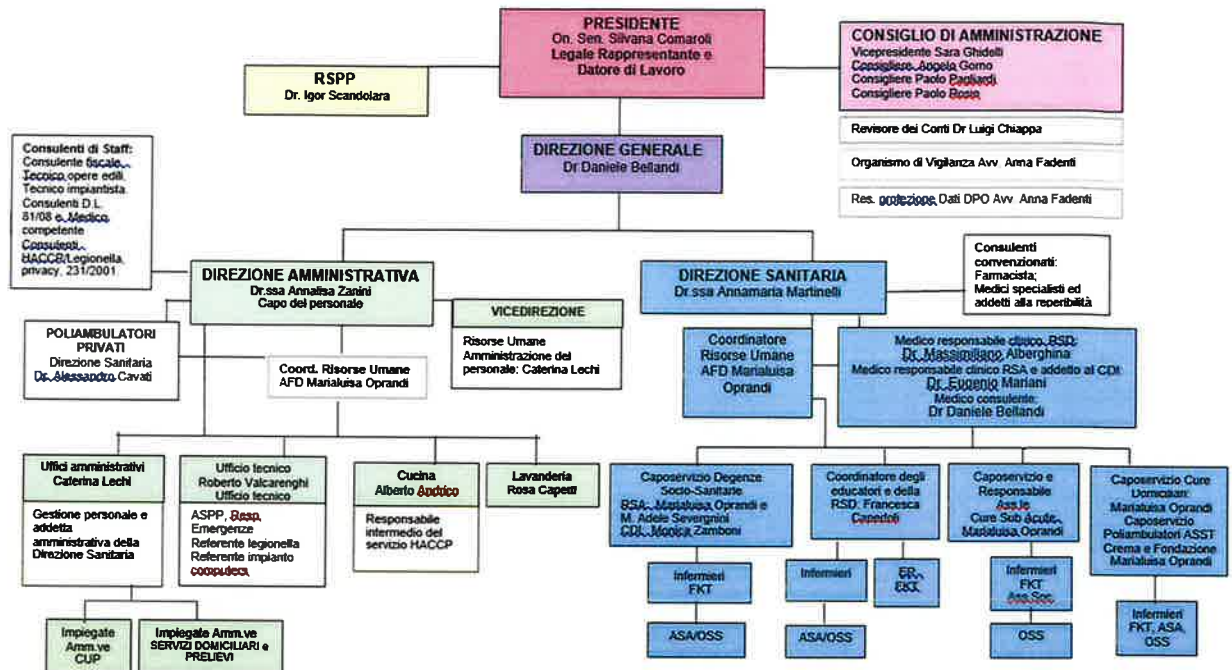 PRESIDENTE
On. Sen. Silvana Comaroli
Legale Rappresentante e
Datore di Lavoro
CONSIGLIO DI AMMINISTRAZIONE
Vicepresidente Sara Ghidelli
Consigliere Angelo Gorno
Consigliere Paolo Pagliardi
Consigliere Paolo Rosio
RSPP
Dr. Igor Scandolara
Revisore dei Conti Dr Luigi Chiappa
Organismo di Vigilanza Avv. Anna Fadenti
Res. protezione Dati DPO Avv. Anna Fadenti
DIREZIONE GENERALE
Dr Daniele Bellandi
Consulenti di Staff:
Consulente fiscale
Tecnico opere edili
Tecnico impiantista
Consulenti D.L.
81/08 e Medico
competente
Consulenti
HACCP/Legionella,
privacy, 231/2001
DIREZIONE AMMINISTRATIVA
Dr.ssa Annalisa Zanini
Capo del personale
DIREZIONE SANITARIA
Dr.ssa Annamaria Martinelli
Consulenti
convenzionati:
Farmacista;
Medici specialisti ed
addetti alla reperibilità
VICEDIREZIONE
Risorse Umane
Amministrazione del
personale: Caterina Lechi
POLIAMBULATORI
PRIVATI
Direzione Sanitaria
Dr. Alessandro Cavati
Coord. Risorse Umane
AFD Marialuisa Oprandi
Coordinatore
Risorse Umane
AFD Marialuisa
Oprandi
Medico responsabile clinico RSD:
Dr. Massimiliano Alberghina
Medico responsabile clinico RSA e addetto al CDI:
Dr. Eugenio Mariani
Medico consulente:
Dr Daniele Bellandi
Uffici amministrativi
Caterina Lechi
Gestione personale e
addetta
amministrativa della
Direzione Sanitaria
Ufficio tecnico
Roberto Valcarenghi
Ufficio tecnico
ASPP, Resp.
Emergenze
Referente legionella
Referente impianto
computers
Cucina
Alberto Andrico
Responsabile
intermedio del
servizio HACCP
Lavanderia
Rosa Capetti
Caposervizio Degenze
Socio-Sanitarie
RSA: Marialuisa Oprandi e
M. Adele Severgnini
CDI: Monica Zamboni
Coordinatore degli
educatori e della
RSD: Francesca
Caperdoni
Caposervizio e
Responsabile
Ass.le
Cure Sub Acute
Marialuisa Oprandi
Caposervizio Cure
Domiciliari:
Marialuisa Oprandi
Caposervizio
Poliambulatori ASST
Crema e Fondazione
Marialuisa Oprandi
Infermieri
FKT
Infermieri
EP.
FKT
Infermieri
FKT
Ass.Soc.
Infermieri
FKT, ASA,
OSS
Impiegate
Amm.ve
CUP
Impiegate Amm.ve
SERVIZI DOMICILIARI e
PRELIEVI
ASA/OSS
ASA/OSS
OSS